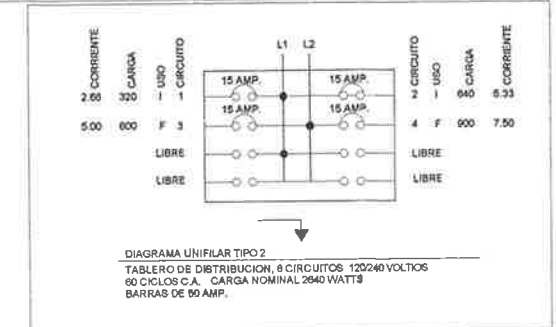 CORRIENTE CARGA USO CIRCUITO L1 L2 CIRCUITO USO CARGA CORRIENTE
15 AMP. 15 AMP.
2.66 320 I 1 2 I 640 5.33
15 AMP. 15 AMP.
5.00 600 F 3 4 F 900 7.50
LIBRE LIBRE
LIBRE LIBRE
DIAGRAMA UNIFILAR TIPO 2
TABLERO DE DISTRIBUCION, 8 CIRCUITOS 120/240 VOLTIOS
60 CICLOS C.A. CARGA NOMINAL 2640 WATTS
BARRAS DE 50 AMP.